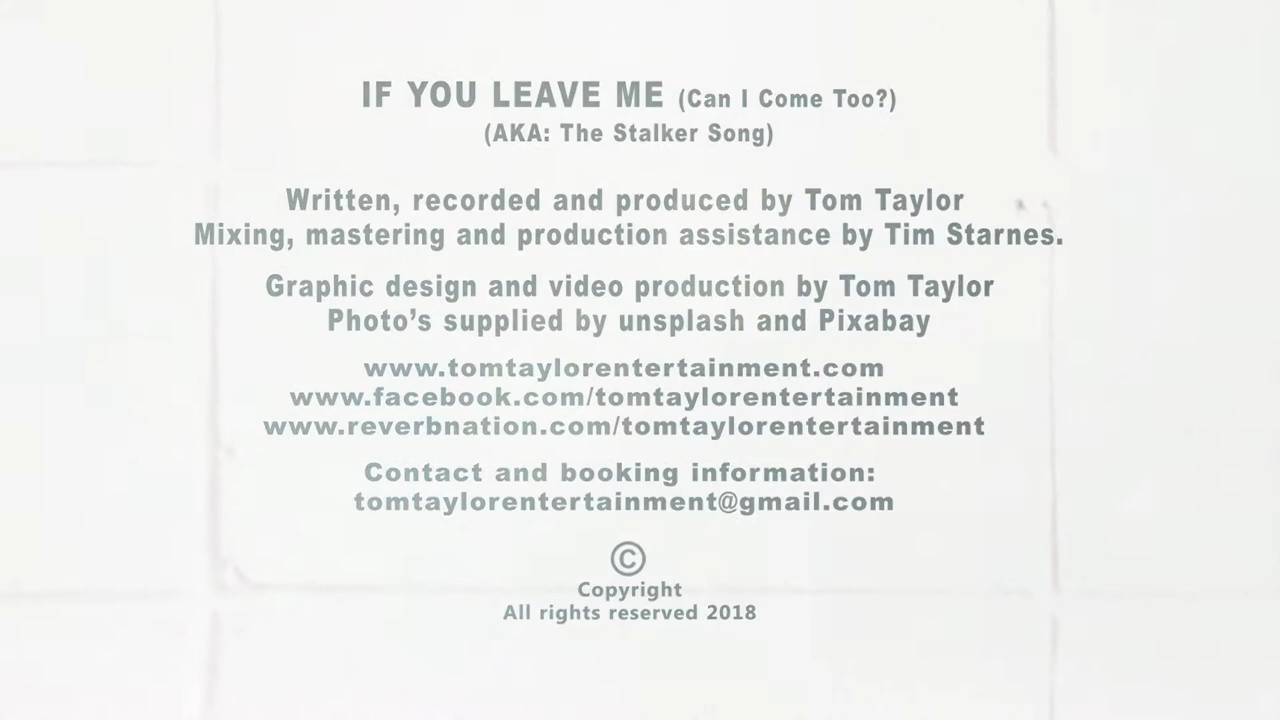 IF YOU LEAVE ME (Can I Come Too?)
(AKA: The Stalker Song)
Written, recorded and produced by Tom Taylor
Mixing, mastering and production assistance by Tim Starnes.
Graphic design and video production by Tom Taylor
Photo’s supplied by unsplash and Pixabay
www.tomtaylorentertainment.com
www.facebook.com/tomtaylorentertainment
www.reverbnation.com/tomtaylorentertainment
Contact and booking information:
tomtaylorentertainment@gmail.com
©
Copyright
All rights reserved 2018